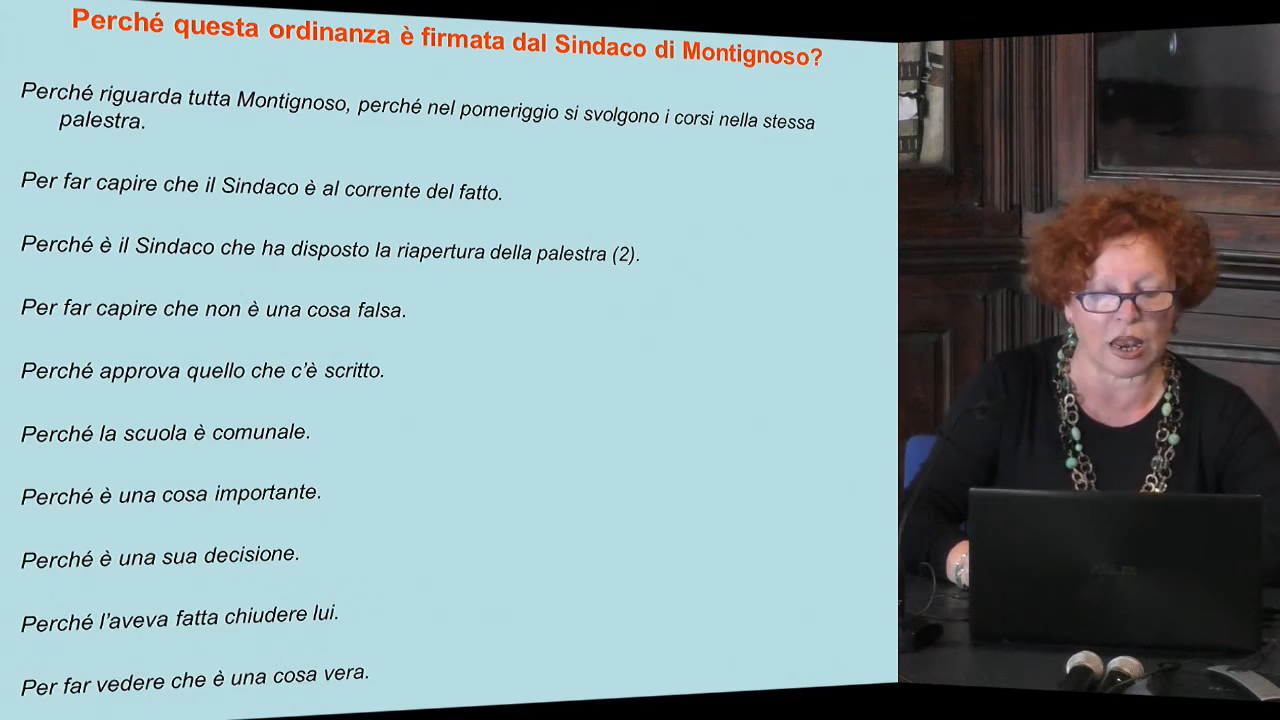 Perché questa ordinanza è firmata dal Sindaco di Montignoso?
Perché riguarda tutta Montignoso, perché nel pomeriggio si svolgono i corsi nella stessa
palestra.
Per far capire che il Sindaco è al corrente del fatto.
Perché è il Sindaco che ha disposto la riapertura della palestra (2).
Per far capire che non è una cosa falsa.
Perché approva quello che c’è scritto.
Perché la scuola è comunale.
Perché è una cosa importante.
Perché è una sua decisione.
Perché l’aveva fatta chiudere lui.
Per far vedere che è una cosa vera.
ASUS